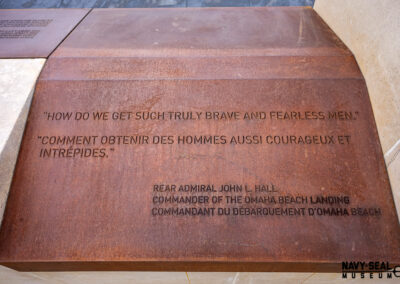 "HOW DO WE GET SUCH TRULY BRAVE AND FEARLESS MEN."
"COMMENT OBTENIR DES HOMMES AUSSI COURAGEUX ET
INTRÉPIDES."
REAR ADMIRAL JOHN L. HALL
COMMANDER OF THE OMAHA BEACH LANDING
COMMANDANT DU DÉBARQUEMENT D'OMAHA BEACH
NAVY-SEAL
MUSEUM